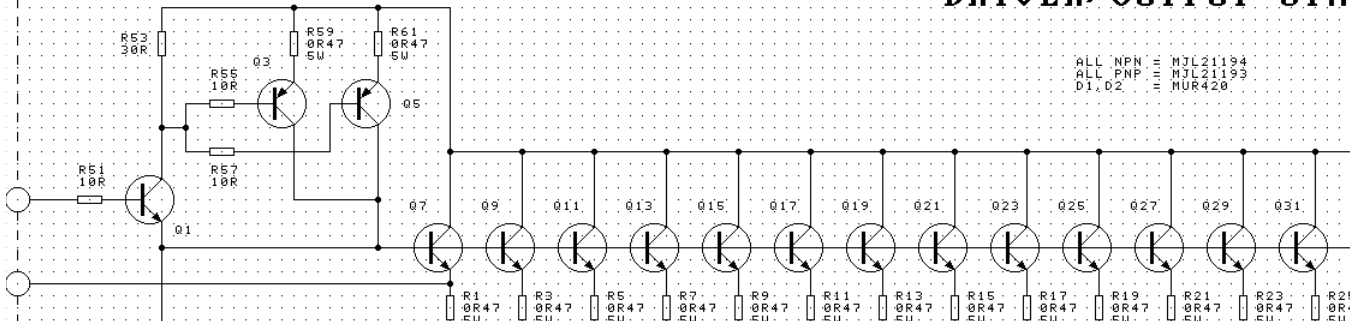 R53
30R
R59
0R47
5W
R61
0R47
5W
Q3
R55
10R
Q5
ALL NPN = MJL21194
ALL PNP = MJL21193
D1,D2 = MUR420
R51
10R
R57
10R
Q1
Q7
Q9
Q11
Q13
Q15
Q17
Q19
Q21
Q23
Q25
Q27
Q29
Q31
R1
0R47
R3
0R47
R5
0R47
R7
0R47
R9
0R47
R11
0R47
R13
0R47
R15
0R47
R17
0R47
R19
0R47
R21
0R47
R23
0R47